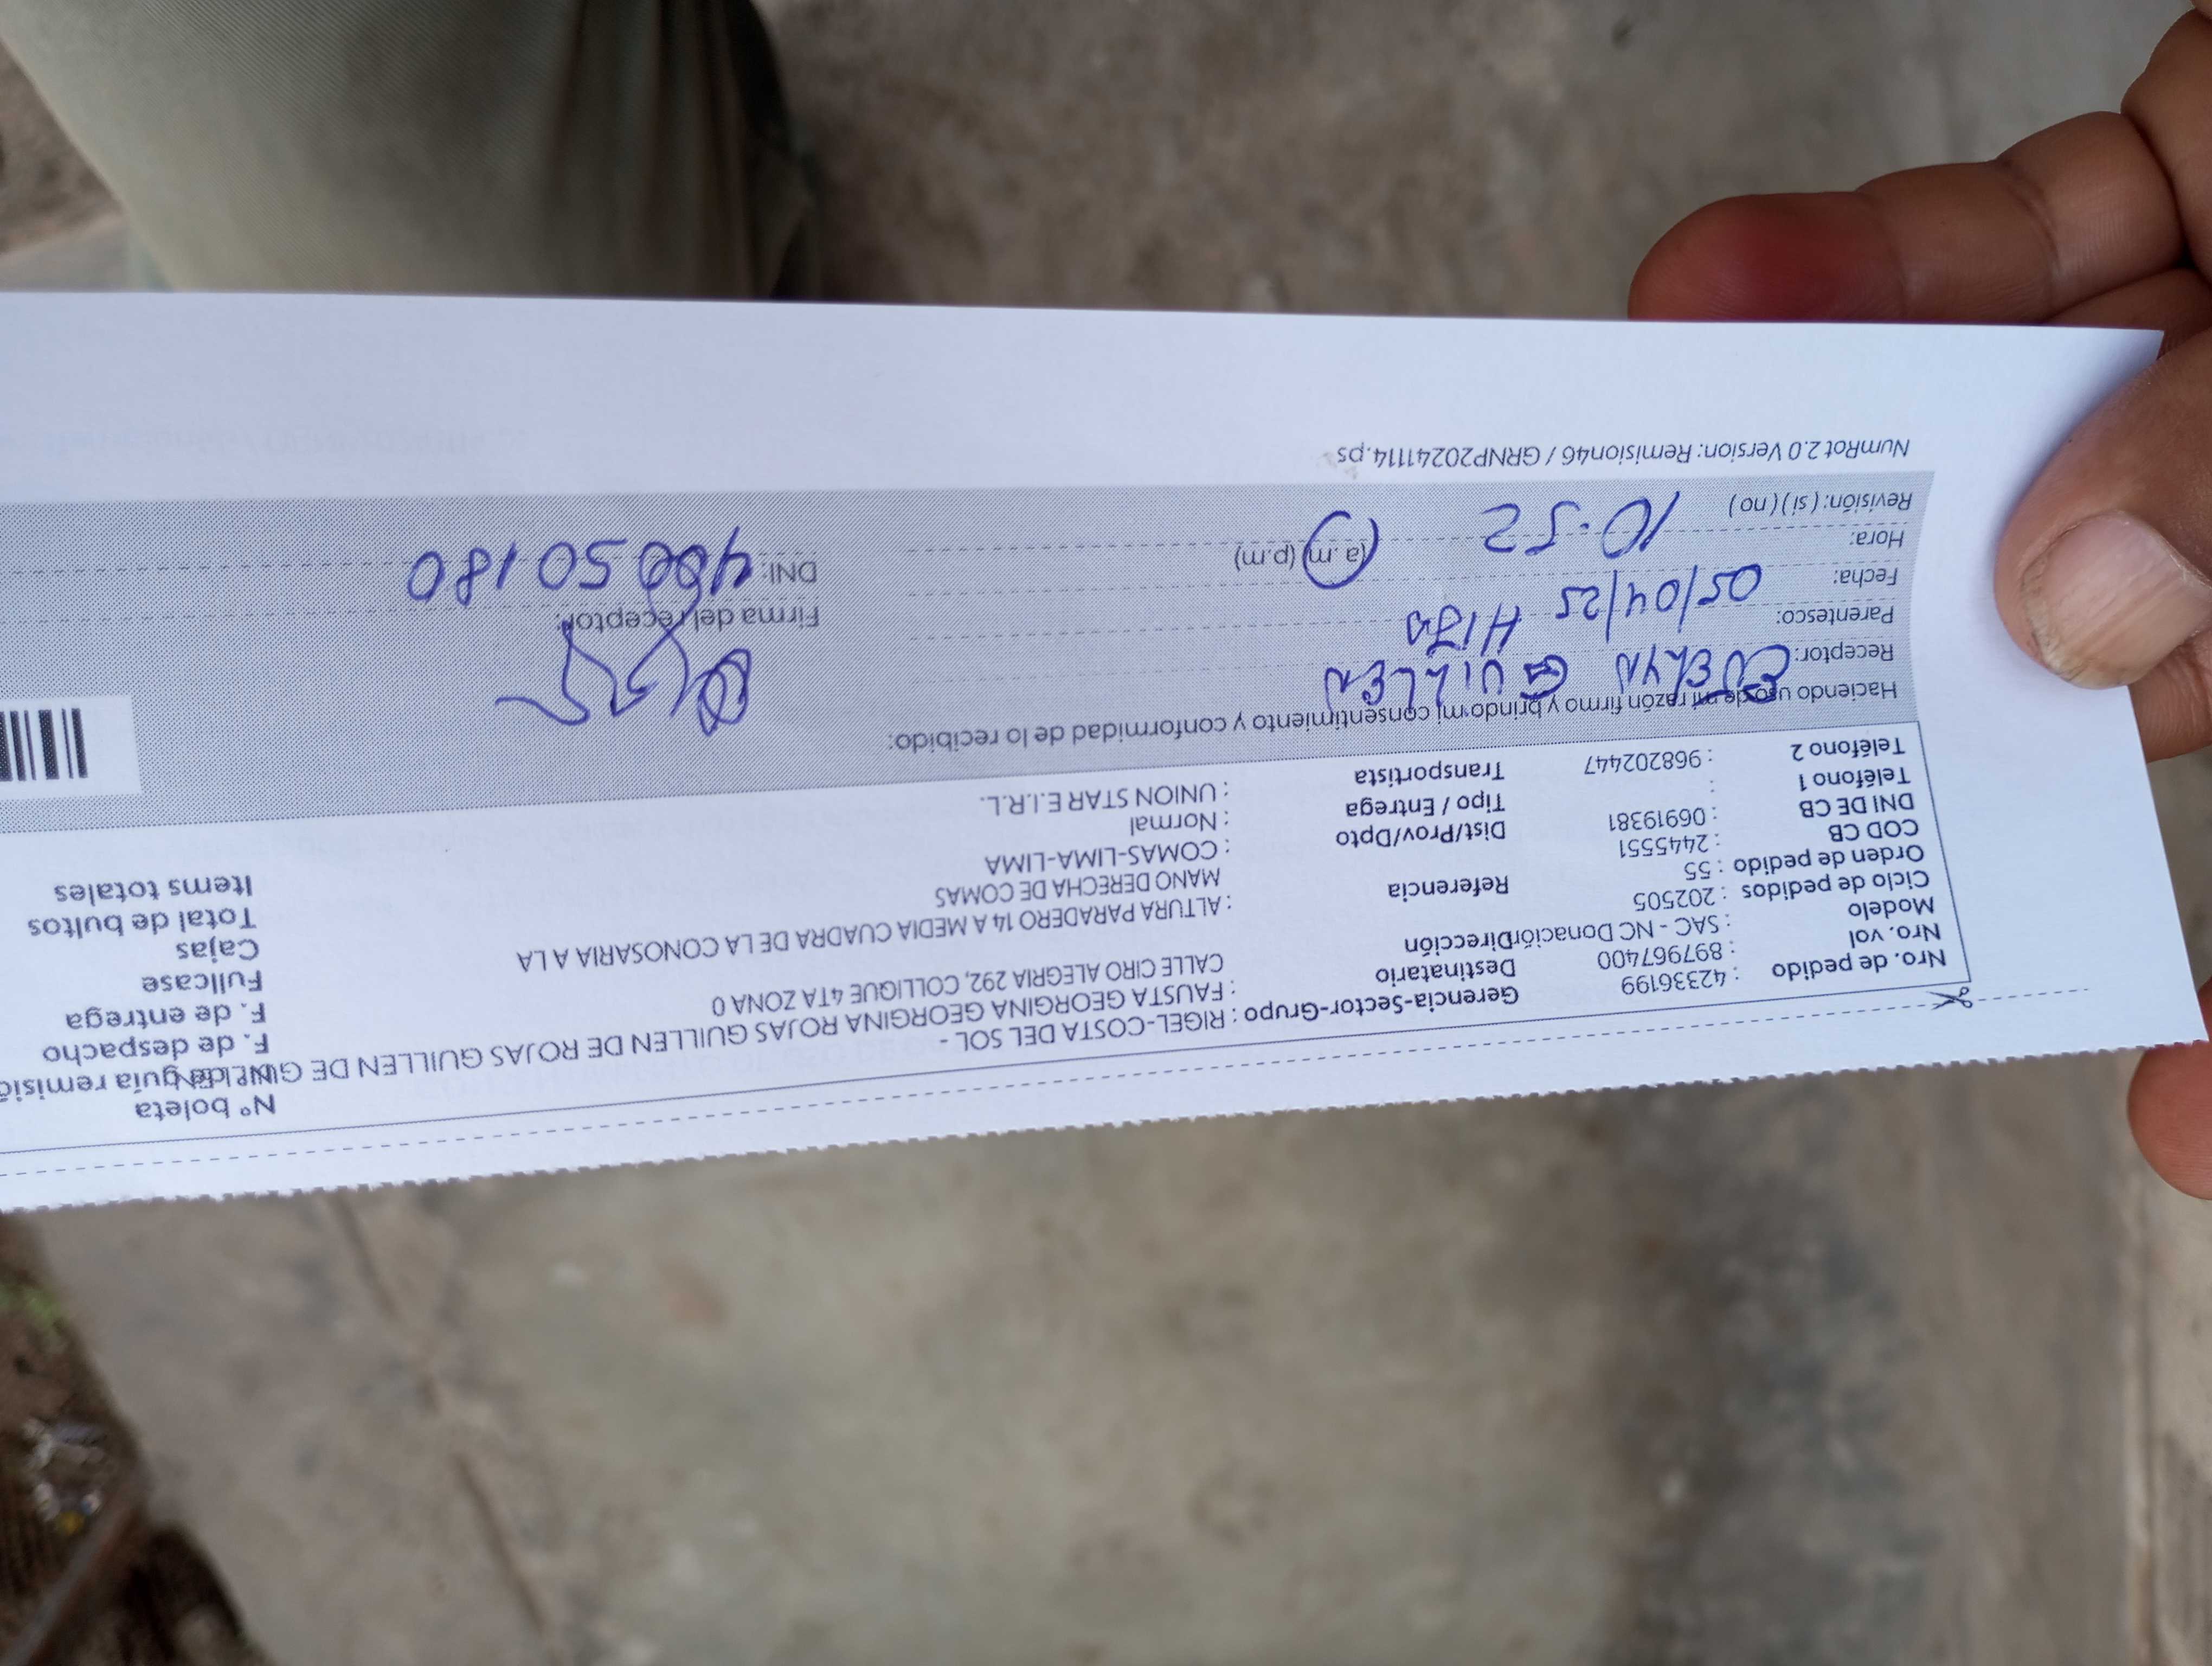 Nº boleta
Nro. de pedido : 42336199 Gerencia-Sector-Grupo : RIGEL-COSTA DEL SOL -
Nº de guía remisió
Nro. vol : 897967400 Destinatario : FAUSTA GEORGINA GEORGINA ROJAS GUILLEN DE ROJAS GUILLEN DE GUILLEN
F. de despacho
Modelo : SAC - NC Donación Dirección CALLE CIRO ALEGRIA 292, COLLIQUE 4TA ZONA 0
F. de entrega
Ciclo de pedidos : 202505 Referencia : ALTURA PARADERO 14 A MEDIA CUADRA DE LA CONOSARIA A LA
MANO DERECHA DE COMAS
Fullcase
Orden de pedido : 55
Cajas
COD CB : 2445551 Dist/Prov/Dpto : COMAS-LIMA-LIMA
Total de bultos
DNI DE CB : 06919381 Tipo / Entrega : Normal
Items totales
Teléfono 1 : Transportista : UNION STAR E.I.R.L.
Teléfono 2 : 968202447
Haciendo uso de mi razón firmo y brindo mi consentimiento y conformidad de lo recibido:
Receptor: EVELYN GUILLEN
Parentesco: HIJA
Firma del receptor:
Fecha: 05/04/25
Hora: 10:52 (a.m) (p.m)
DNI:
Revisión: ( si ) ( no )
NumRot 2.0 Version: Remision46 / GRNP20241114.ps